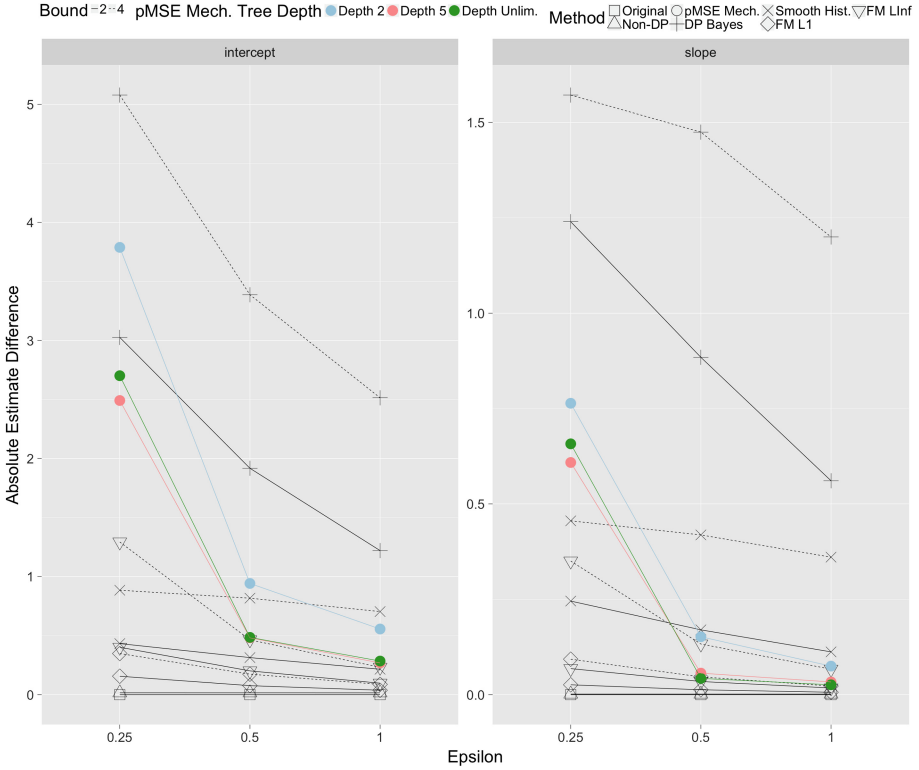 Bound 2 4 pMSE Mech. Tree Depth Depth 2 Depth 5 Depth Unlim. Method Original pMSE Mech. Smooth Hist. FM LInf
Non-DP DP Bayes FM L1
intercept slope
5
4
3
2
1
0
1.5
1.0
0.5
0.0
0.25 0.5 1 0.25 0.5 1
Absolute Estimate Difference
Epsilon